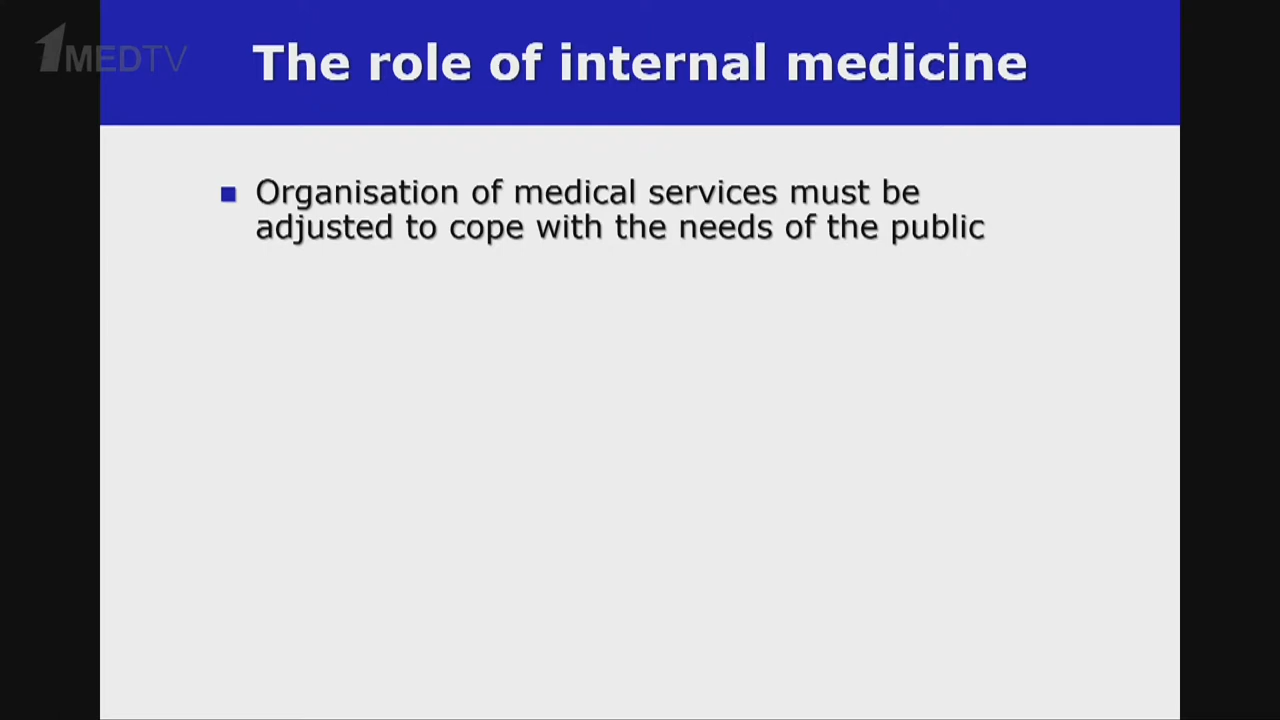 1MEDTV
The role of internal medicine
Organisation of medical services must be
adjusted to cope with the needs of the public